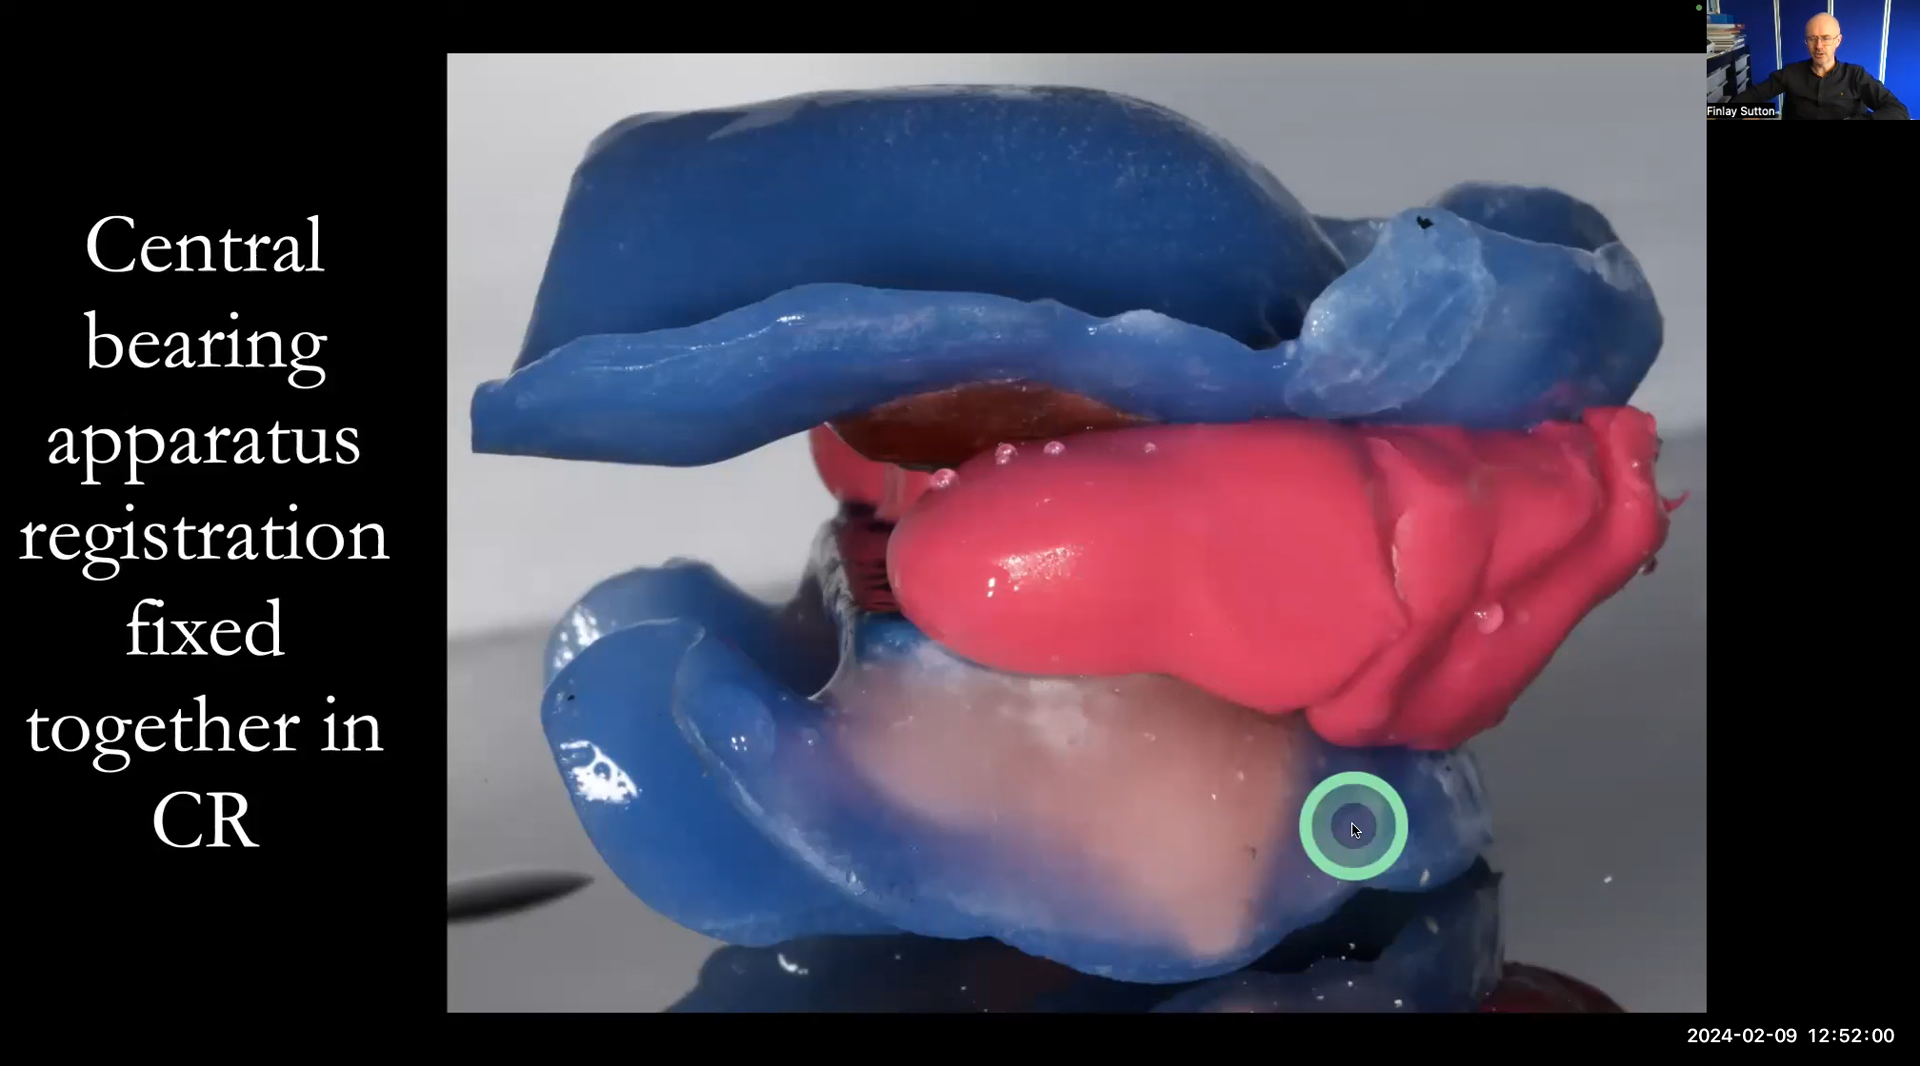 Finlay Sutton
Central
bearing
apparatus
registration
fixed
together in
CR
2024-02-09 12:52:00